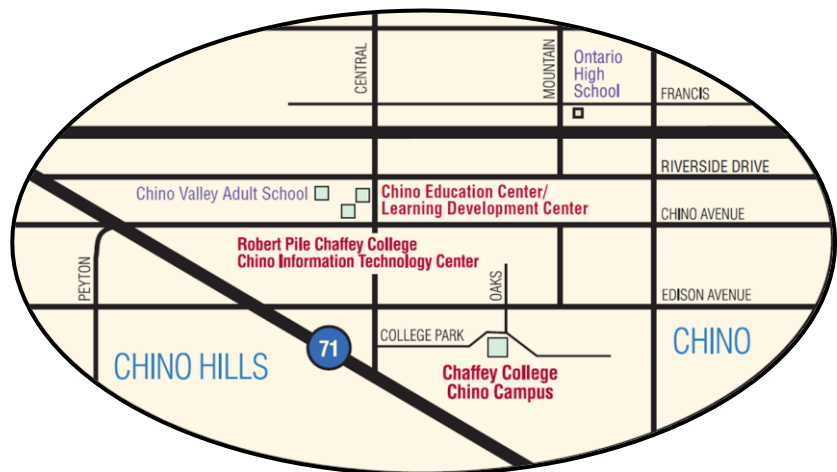 CENTRAL
MOUNTAIN
Ontario
High
School
FRANCIS
RIVERSIDE DRIVE
Chino Valley Adult School
Chino Education Center/
Learning Development Center
CHINO AVENUE
Robert Pile Chaffey College
Chino Information Technology Center
PEYTON
OAKS
EDISON AVENUE
COLLEGE PARK
71
CHINO HILLS
CHINO
Chaffey College
Chino Campus